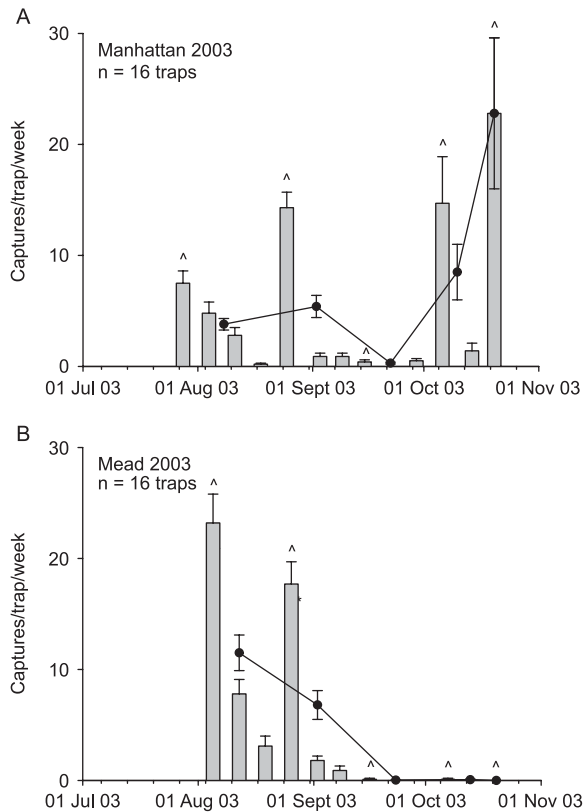 A
Manhattan 2003
n = 16 traps
Captures/trap/week
30
20
10
0
01 Jul 03 01 Aug 03 01 Sept 03 01 Oct 03 01 Nov 03
^ ^ ^ ^ ^
B
Mead 2003
n = 16 traps
Captures/trap/week
30
20
10
0
01 Jul 03 01 Aug 03 01 Sept 03 01 Oct 03 01 Nov 03
^ ^ * ^ ^ ^